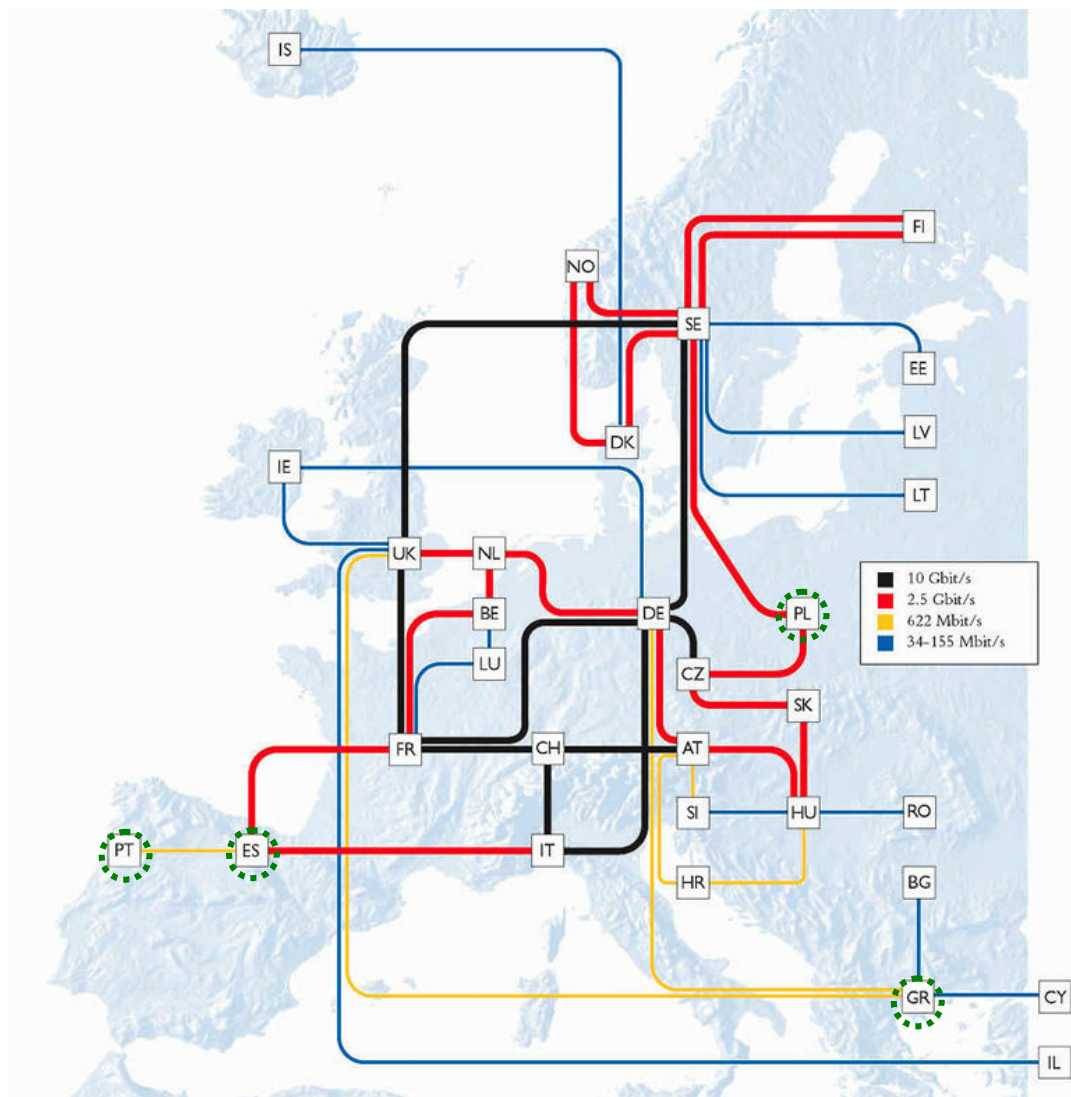 IS
FI
NO
SE
EE
LV
DK
IE
LT
UK
NL
10 Gbit/s
2.5 Gbit/s
622 Mbit/s
34-155 Mbit/s
BE
DE
PL
LU
CZ
SK
FR
CH
AT
SI
HU
RO
PT
ES
IT
HR
BG
GR
CY
IL